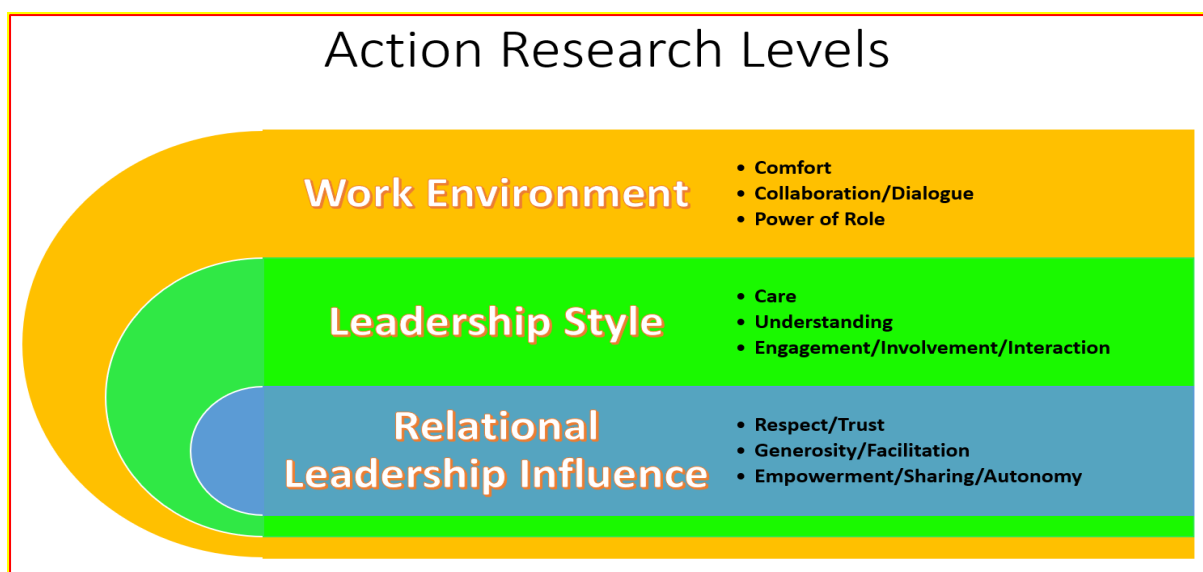 Action Research Levels
Work Environment
• Comfort
• Collaboration/Dialogue
• Power of Role
Leadership Style
• Care
• Understanding
• Engagement/Involvement/Interaction
Relational
Leadership Influence
• Respect/Trust
• Generosity/Facilitation
• Empowerment/Sharing/Autonomy